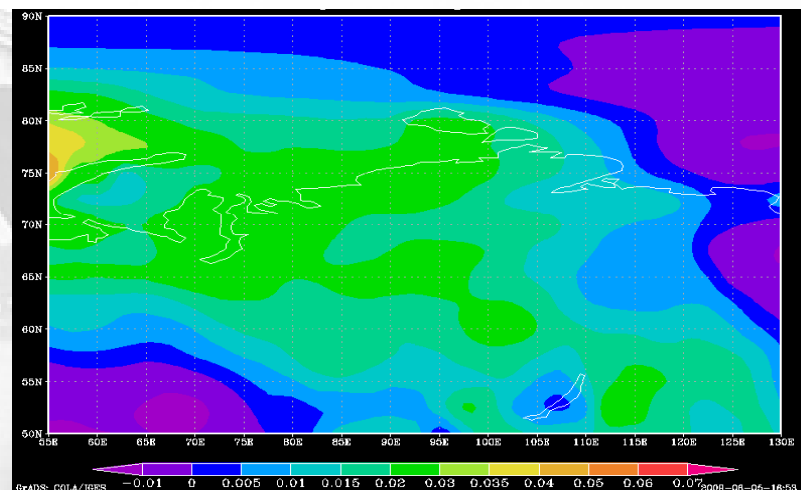 90N
85N
80N
75N
70N
65N
60N
55N
50N
55E 60E 65E 70E 75E 80E 85E 90E 95E 100E 105E 110E 115E 120E 125E 130E
-0.01 0 0.005 0.01 0.015 0.02 0.03 0.035 0.04 0.05 0.06 0.07
GrADS: COLA/IGES 2009-06-05-16:53